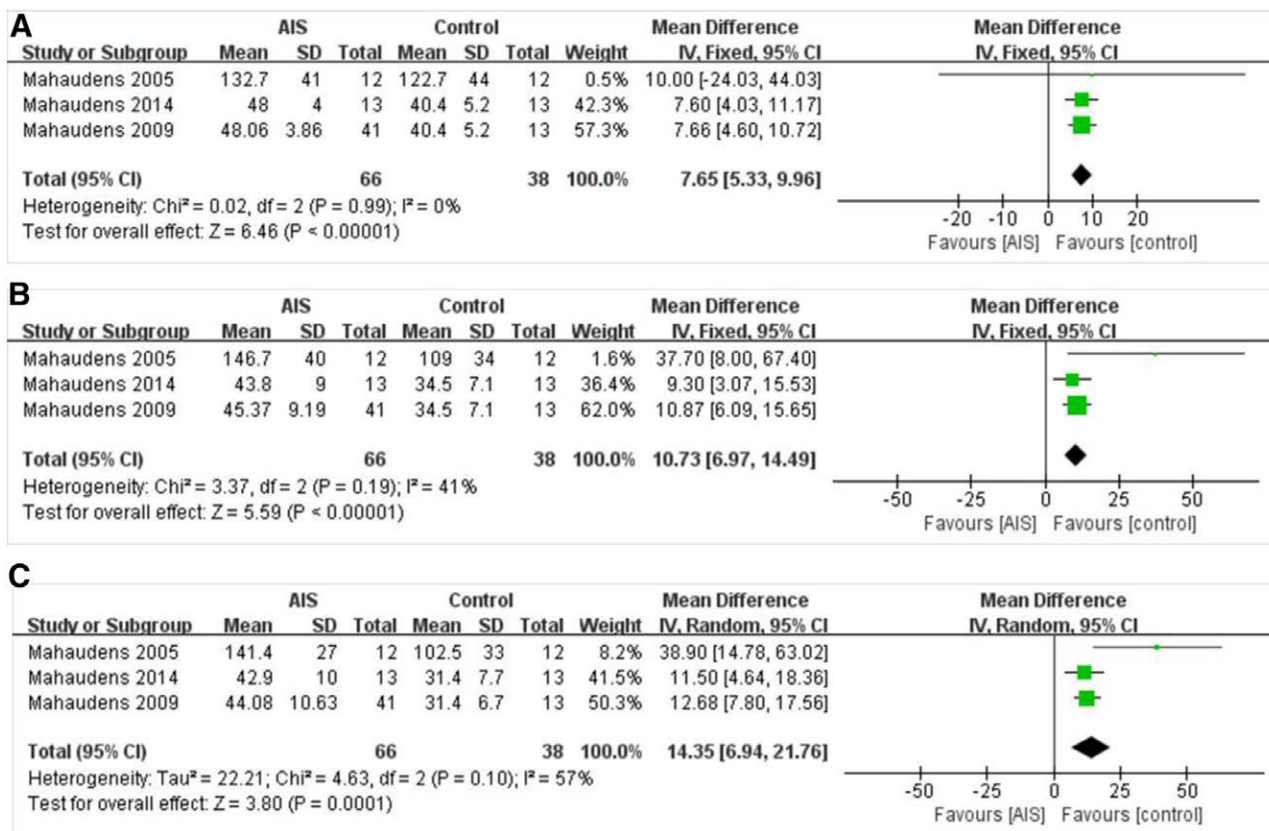 A
AIS Control Mean Difference Mean Difference
Study or Subgroup Mean SD Total Mean SD Total Weight IV, Fixed, 95% CI IV, Fixed, 95% CI
Mahaudens 2005 132.7 41 12 122.7 44 12 0.5% 10.00 [-24.03, 44.03]
Mahaudens 2014 48 4 13 40.4 5.2 13 42.3% 7.60 [4.03, 11.17]
Mahaudens 2009 48.06 3.86 41 40.4 5.2 13 57.3% 7.66 [4.60, 10.72]
Total (95% CI) 66 38 100.0% 7.65 [5.33, 9.96]
Heterogeneity: Chi² = 0.02, df = 2 (P = 0.99); I² = 0%
Test for overall effect: Z = 6.46 (P < 0.00001)
-20 -10 0 10 20
Favours [AIS] Favours [control]
B
AIS Control Mean Difference Mean Difference
Study or Subgroup Mean SD Total Mean SD Total Weight IV, Fixed, 95% CI IV, Fixed, 95% CI
Mahaudens 2005 146.7 40 12 109 34 12 1.6% 37.70 [8.00, 67.40]
Mahaudens 2014 43.8 9 13 34.5 7.1 13 36.4% 9.30 [3.07, 15.53]
Mahaudens 2009 45.37 9.19 41 34.5 7.1 13 62.0% 10.87 [6.09, 15.65]
Total (95% CI) 66 38 100.0% 10.73 [6.97, 14.49]
Heterogeneity: Chi² = 3.37, df = 2 (P = 0.19); I² = 41%
Test for overall effect: Z = 5.59 (P < 0.00001)
-50 -25 0 25 50
Favours [AIS] Favours [control]
C
AIS Control Mean Difference Mean Difference
Study or Subgroup Mean SD Total Mean SD Total Weight IV, Random, 95% CI IV, Random, 95% CI
Mahaudens 2005 141.4 27 12 102.5 33 12 8.2% 38.90 [14.78, 63.02]
Mahaudens 2014 42.9 10 13 31.4 7.7 13 41.5% 11.50 [4.64, 18.36]
Mahaudens 2009 44.08 10.63 41 31.4 6.7 13 50.3% 12.68 [7.80, 17.56]
Total (95% CI) 66 38 100.0% 14.35 [6.94, 21.76]
Heterogeneity: Tau² = 22.21; Chi² = 4.63, df = 2 (P = 0.10); I² = 57%
Test for overall effect: Z = 3.80 (P = 0.0001)
-50 -25 0 25 50
Favours [AIS] Favours [control]